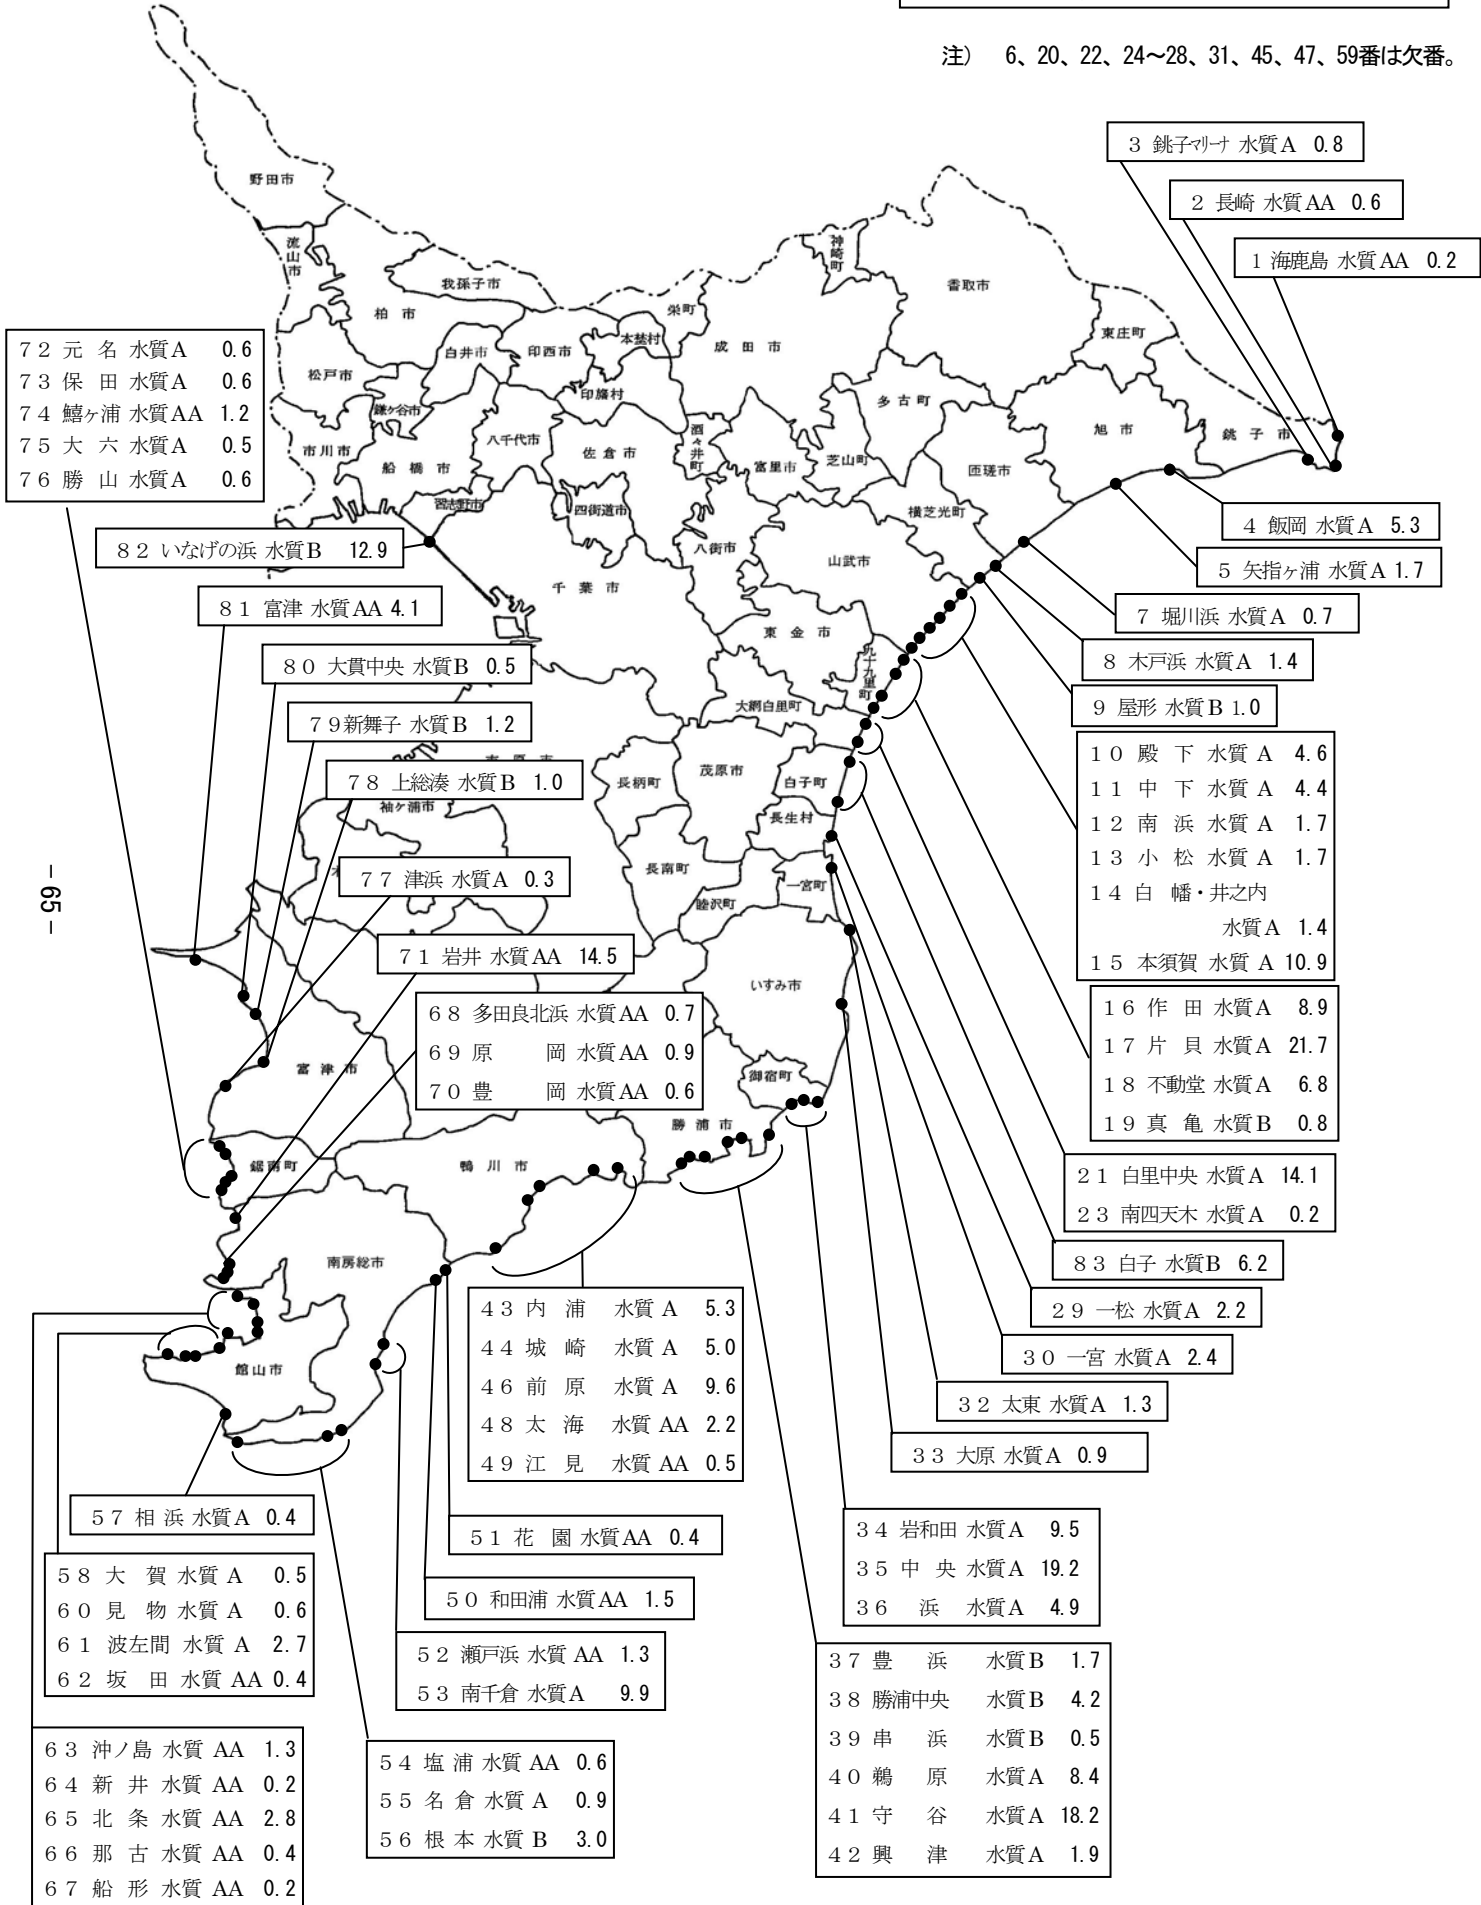 注） 6、20、22、24～28、31、45、47、59番は欠番。
3 銚子マリーナ 水質A 0.8
2 長崎 水質AA 0.6
1 海鹿島 水質AA 0.2
野田市
流山市
我孫子市
柏市
神崎町
栄町
香取市
東庄町
本埜村
成田市
白井市
印西市
松戸市
印旛村
鎌ケ谷市
多古町
旭市
銚子市
市川市
八千代市
酒々井町
船橋市
佐倉市
富里市
芝山町
匝瑳市
習志野市
四街道市
横芝光町
八街市
山武市
千葉市
東金市
九十九里町
大網白里町
茂原市
長柄町
白子町
袖ケ浦市
長生村
長南町
一宮町
睦沢町
いすみ市
富津市
御宿町
勝浦市
鋸南町
鴨川市
南房総市
館山市
72 元名 水質A 0.6
73 保田 水質A 0.6
74 鱚ヶ浦 水質AA 1.2
75 大六 水質A 0.5
76 勝山 水質A 0.6
82 いなげの浜 水質B 12.9
81 富津 水質AA 4.1
80 大貫中央 水質B 0.5
79新舞子 水質B 1.2
78 上総湊 水質B 1.0
77 津浜 水質A 0.3
71 岩井 水質AA 14.5
68 多田良北浜 水質AA 0.7
69 原岡 水質AA 0.9
70 豊岡 水質AA 0.6
4 飯岡 水質A 5.3
5 矢指ヶ浦 水質A 1.7
7 堀川浜 水質A 0.7
8 木戸浜 水質A 1.4
9 屋形 水質B 1.0
10 殿下 水質A 4.6
11 中下 水質A 4.4
12 南浜 水質A 1.7
13 小松 水質A 1.7
14 白幡・井之内
水質A 1.4
15 本須賀 水質A 10.9
16 作田 水質A 8.9
17 片貝 水質A 21.7
18 不動堂 水質A 6.8
19 真亀 水質B 0.8
21 白里中央 水質A 14.1
23 南四天木 水質A 0.2
83 白子 水質B 6.2
29 一松 水質A 2.2
30 一宮 水質A 2.4
32 太東 水質A 1.3
33 大原 水質A 0.9
34 岩和田 水質A 9.5
35 中央 水質A 19.2
36 浜 水質A 4.9
37 豊浜 水質B 1.7
38 勝浦中央 水質B 4.2
39 串浜 水質B 0.5
40 鵜原 水質A 8.4
41 守谷 水質A 18.2
42 興津 水質A 1.9
43 内浦 水質A 5.3
44 城崎 水質A 5.0
46 前原 水質A 9.6
48 太海 水質AA 2.2
49 江見 水質AA 0.5
51 花園 水質AA 0.4
50 和田浦 水質AA 1.5
52 瀬戸浜 水質AA 1.3
53 南千倉 水質A 9.9
54 塩浦 水質AA 0.6
55 名倉 水質A 0.9
56 根本 水質B 3.0
57 相浜 水質A 0.4
58 大賀 水質A 0.5
60 見物 水質A 0.6
61 波左間 水質A 2.7
62 坂田 水質AA 0.4
63 沖ノ島 水質AA 1.3
64 新井 水質AA 0.2
65 北条 水質AA 2.8
66 那古 水質AA 0.4
67 船形 水質AA 0.2
－65－